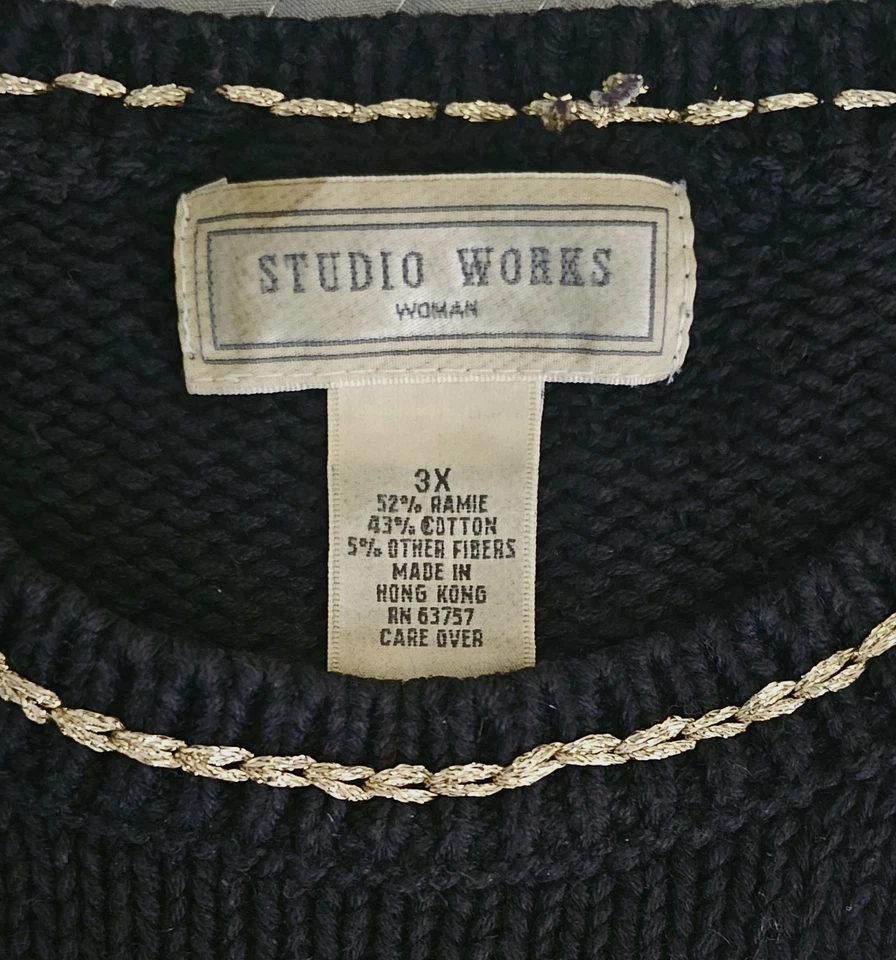 STUDIO WORKS
WOMAN
3X
52% RAMIE
43% COTTON
5% OTHER FIBERS
MADE IN
HONG KONG
RN 63757
CARE OVER